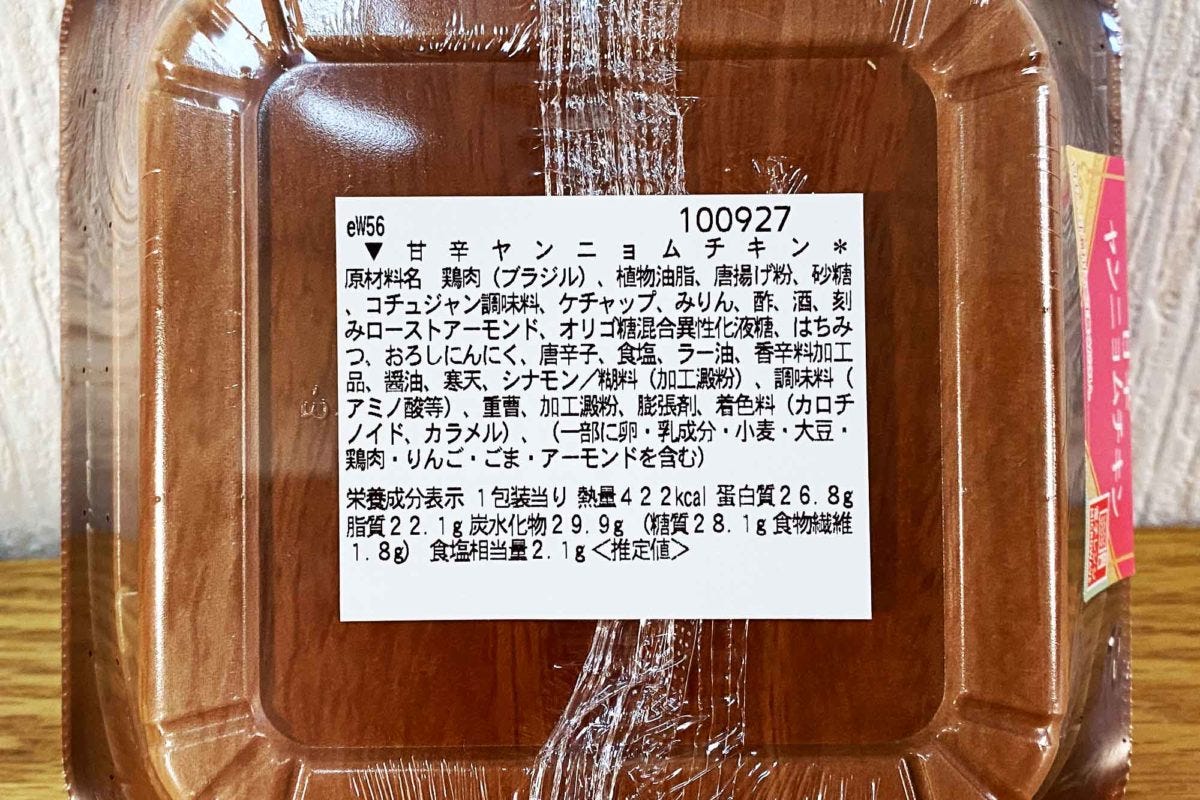 eW56 100927
▼ 甘辛ヤンニョムチキン＊
原材料名 鶏肉（ブラジル）、植物油脂、唐揚げ粉、砂糖
、コチュジャン調味料、ケチャップ、みりん、酢、酒、刻
みローストアーモンド、オリゴ糖混合異性化液糖、はちみ
つ、おろしにんにく、唐辛子、食塩、ラー油、香辛料加工
品、醤油、寒天、シナモン／糊料（加工澱粉）、調味料（
アミノ酸等）、重曹、加工澱粉、膨張剤、着色料（カロチ
ノイド、カラメル）、（一部に卵・乳成分・小麦・大豆・
鶏肉・りんご・ごま・アーモンドを含む）
栄養成分表示 1包装当り 熱量422kcal 蛋白質26.8g
脂質22.1g 炭水化物29.9g （糖質28.1g 食物繊維
1.8g） 食塩相当量2.1g ＜推定値＞
ヤンニョムチキン